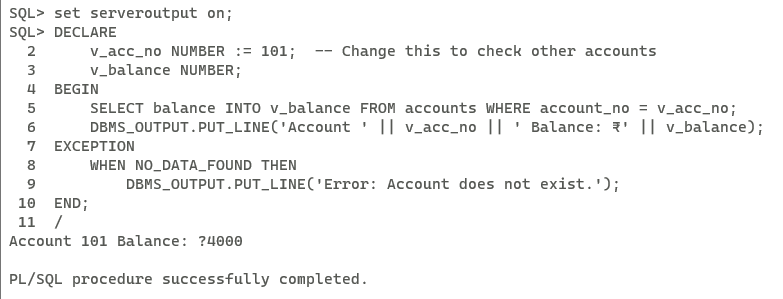 SQL> set serveroutput on;
SQL> DECLARE
  2      v_acc_no NUMBER := 101;  -- Change this to check other accounts
  3      v_balance NUMBER;
  4  BEGIN
  5      SELECT balance INTO v_balance FROM accounts WHERE account_no = v_acc_no;
  6      DBMS_OUTPUT.PUT_LINE('Account ' || v_acc_no || ' Balance: ₹' || v_balance);
  7  EXCEPTION
  8      WHEN NO_DATA_FOUND THEN
  9          DBMS_OUTPUT.PUT_LINE('Error: Account does not exist.');
 10  END;
 11  /
Account 101 Balance: ?4000
PL/SQL procedure successfully completed.